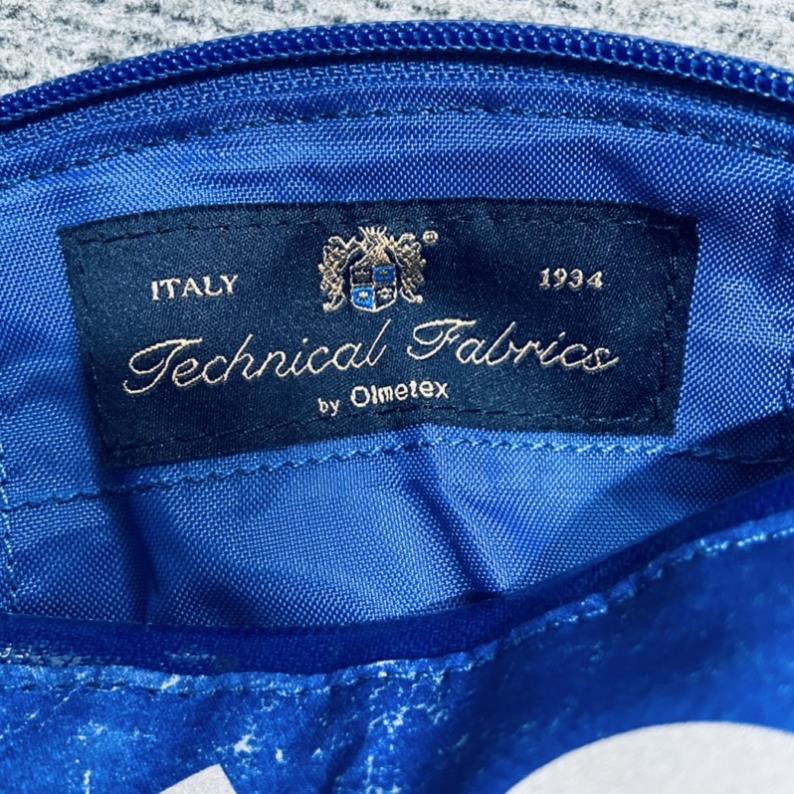 ITALY 1934
Technical Fabrics
by Olmetex